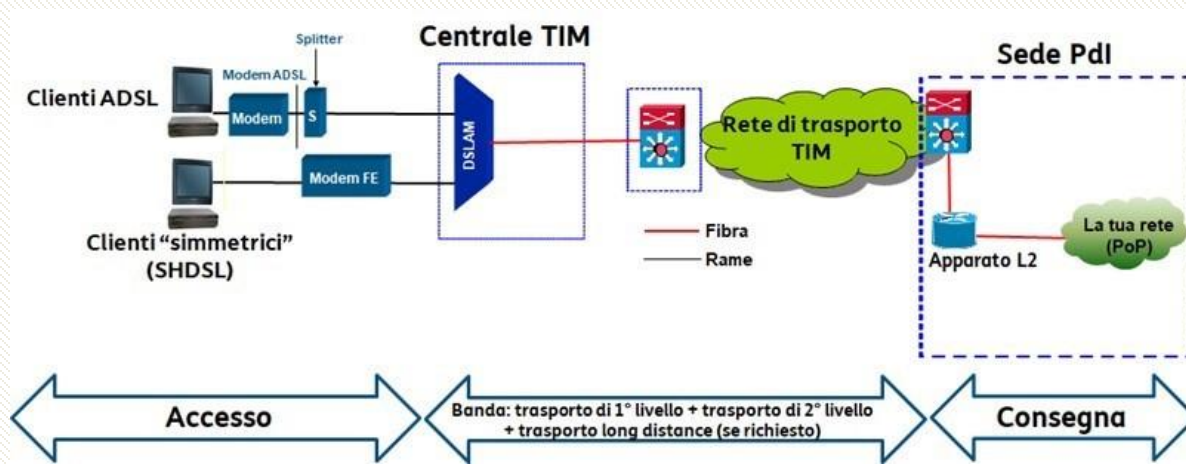 Splitter
Centrale TIM
Sede PdI
Modem ADSL
Clienti ADSL
Modem
S
DSLAM
Rete di trasporto
TIM
Modem FE
Clienti “simmetrici”
(SHDSL)
Fibra
Rame
Apparato L2
La tua rete
(PoP)
Accesso
Banda: trasporto di 1° livello + trasporto di 2° livello
+ trasporto long distance (se richiesto)
Consegna